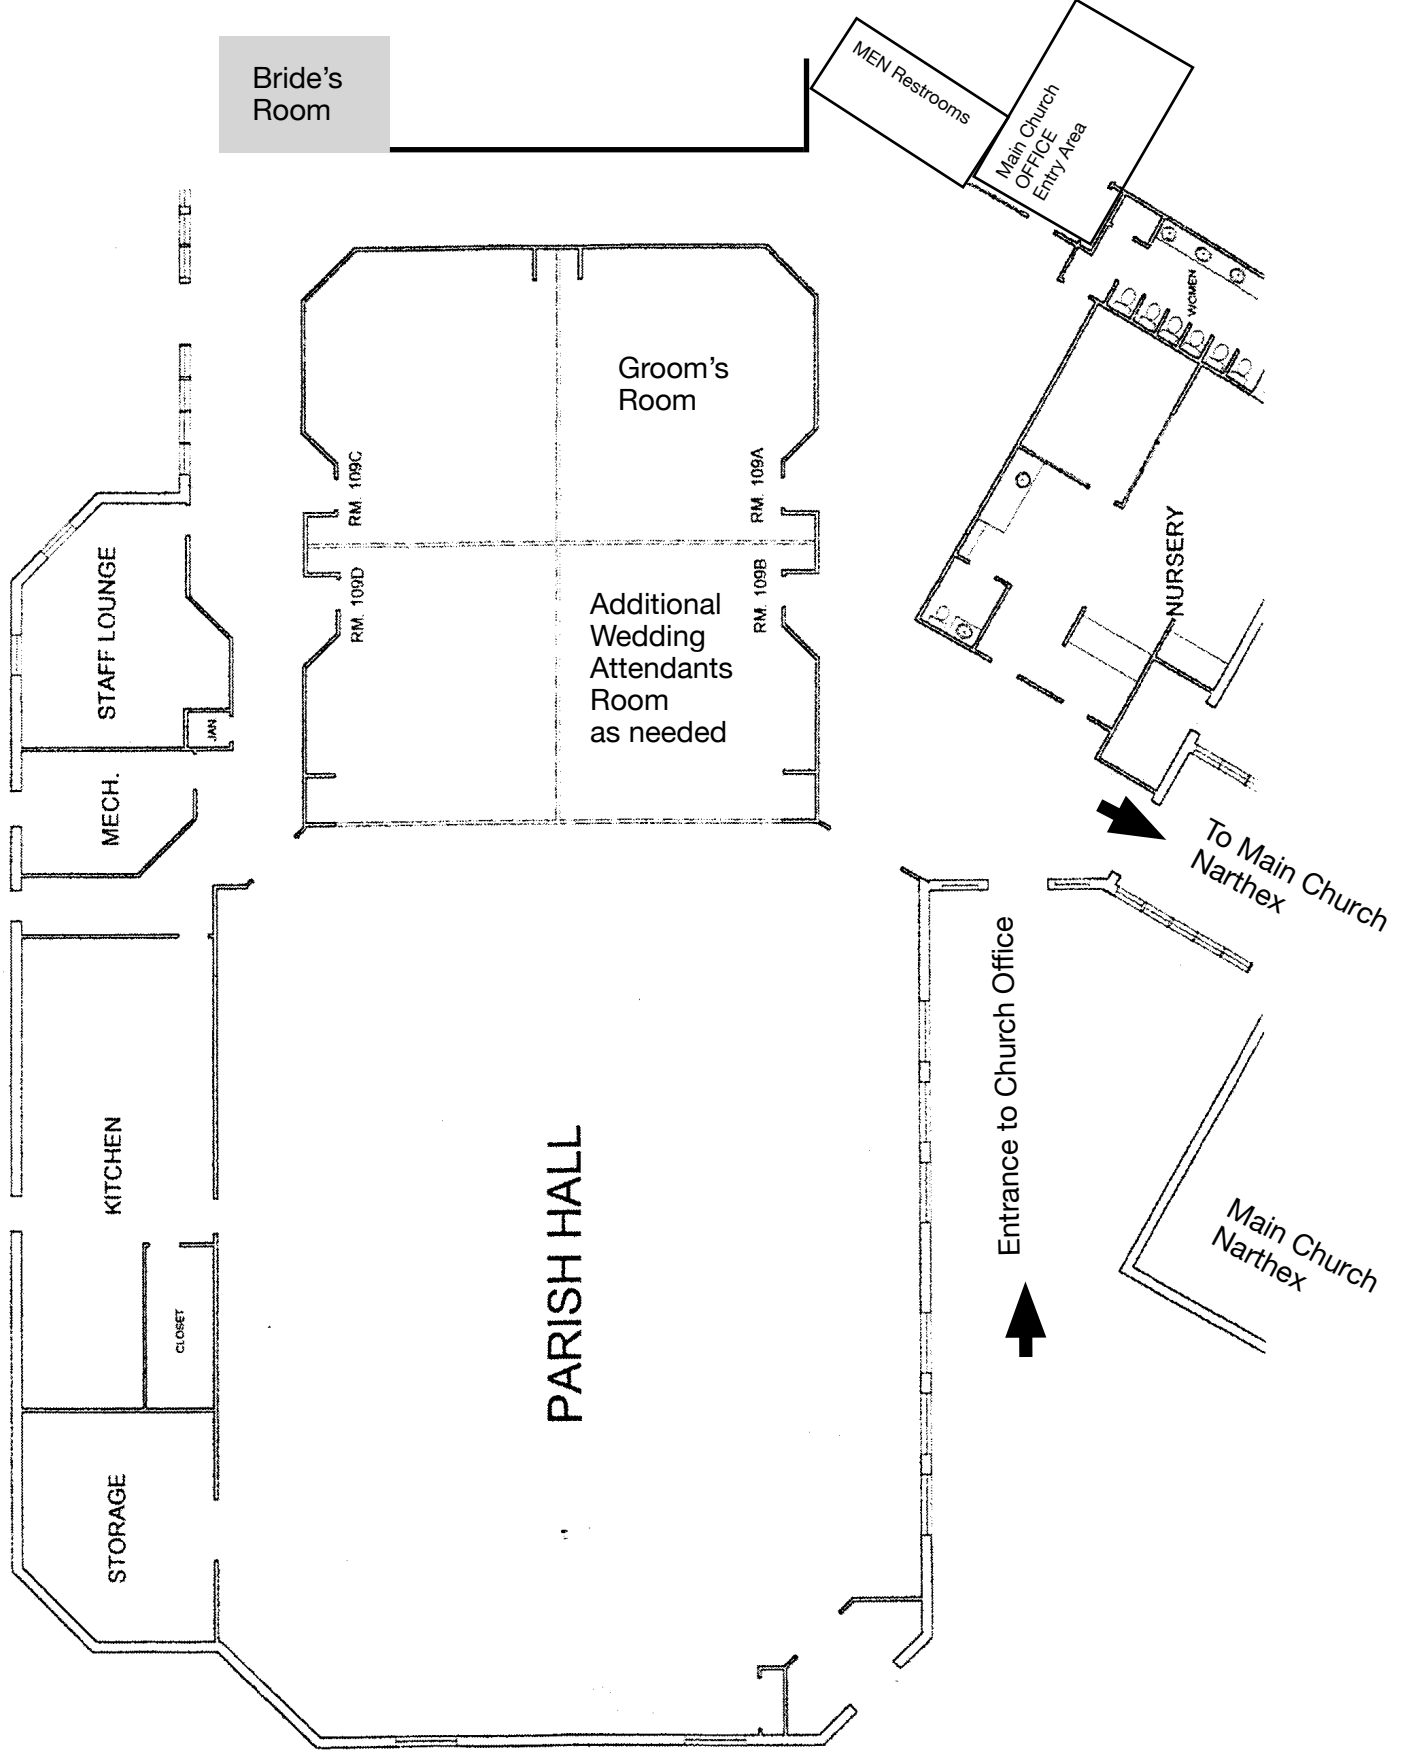 Bride's
Room
MEN Restrooms
Main Church
OFFICE
Entry Area
WOMEN
Groom's
Room
RM. 109C
RM. 109A
STAFF LOUNGE
RM. 109D
RM. 109B
NURSERY
Additional
Wedding
Attendants
Room
as needed
JAN
MECH.
To Main Church
Narthex
Entrance to Church Office
KITCHEN
PARISH HALL
Main Church
Narthex
CLOSET
STORAGE